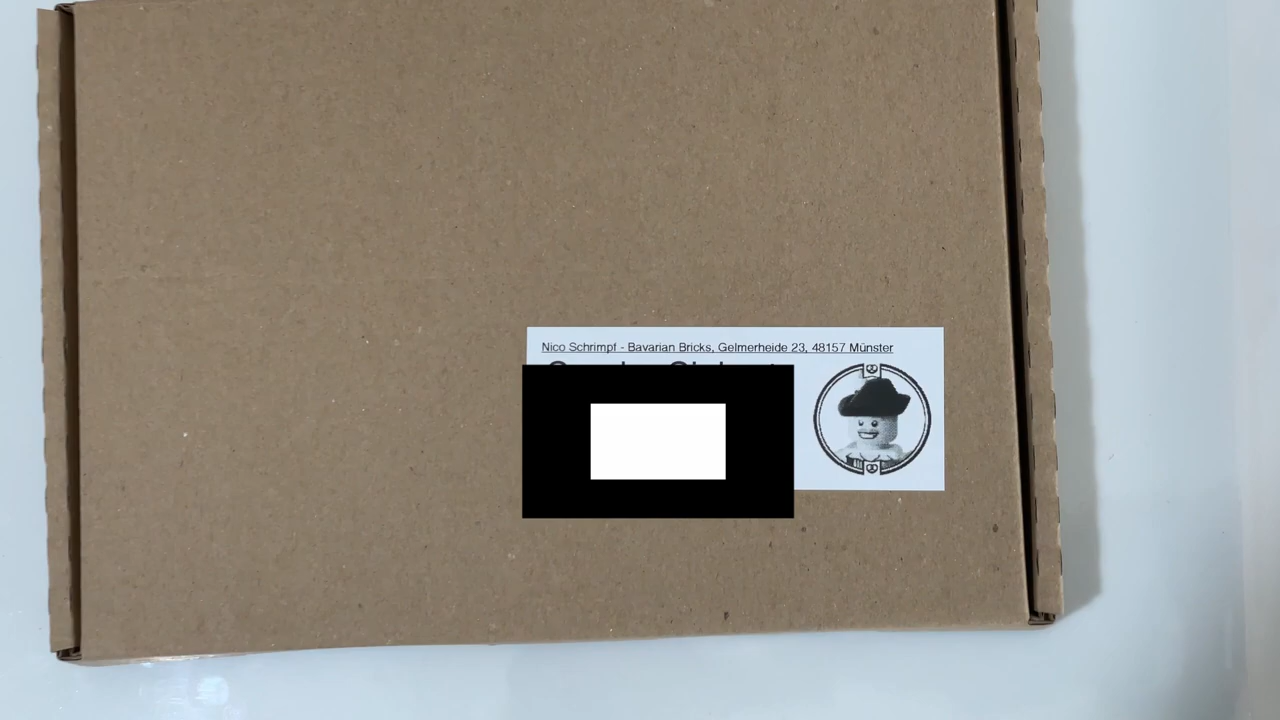 Nico Schrimpf - Bavarian Bricks, Gelmerheide 23, 48157 Münster